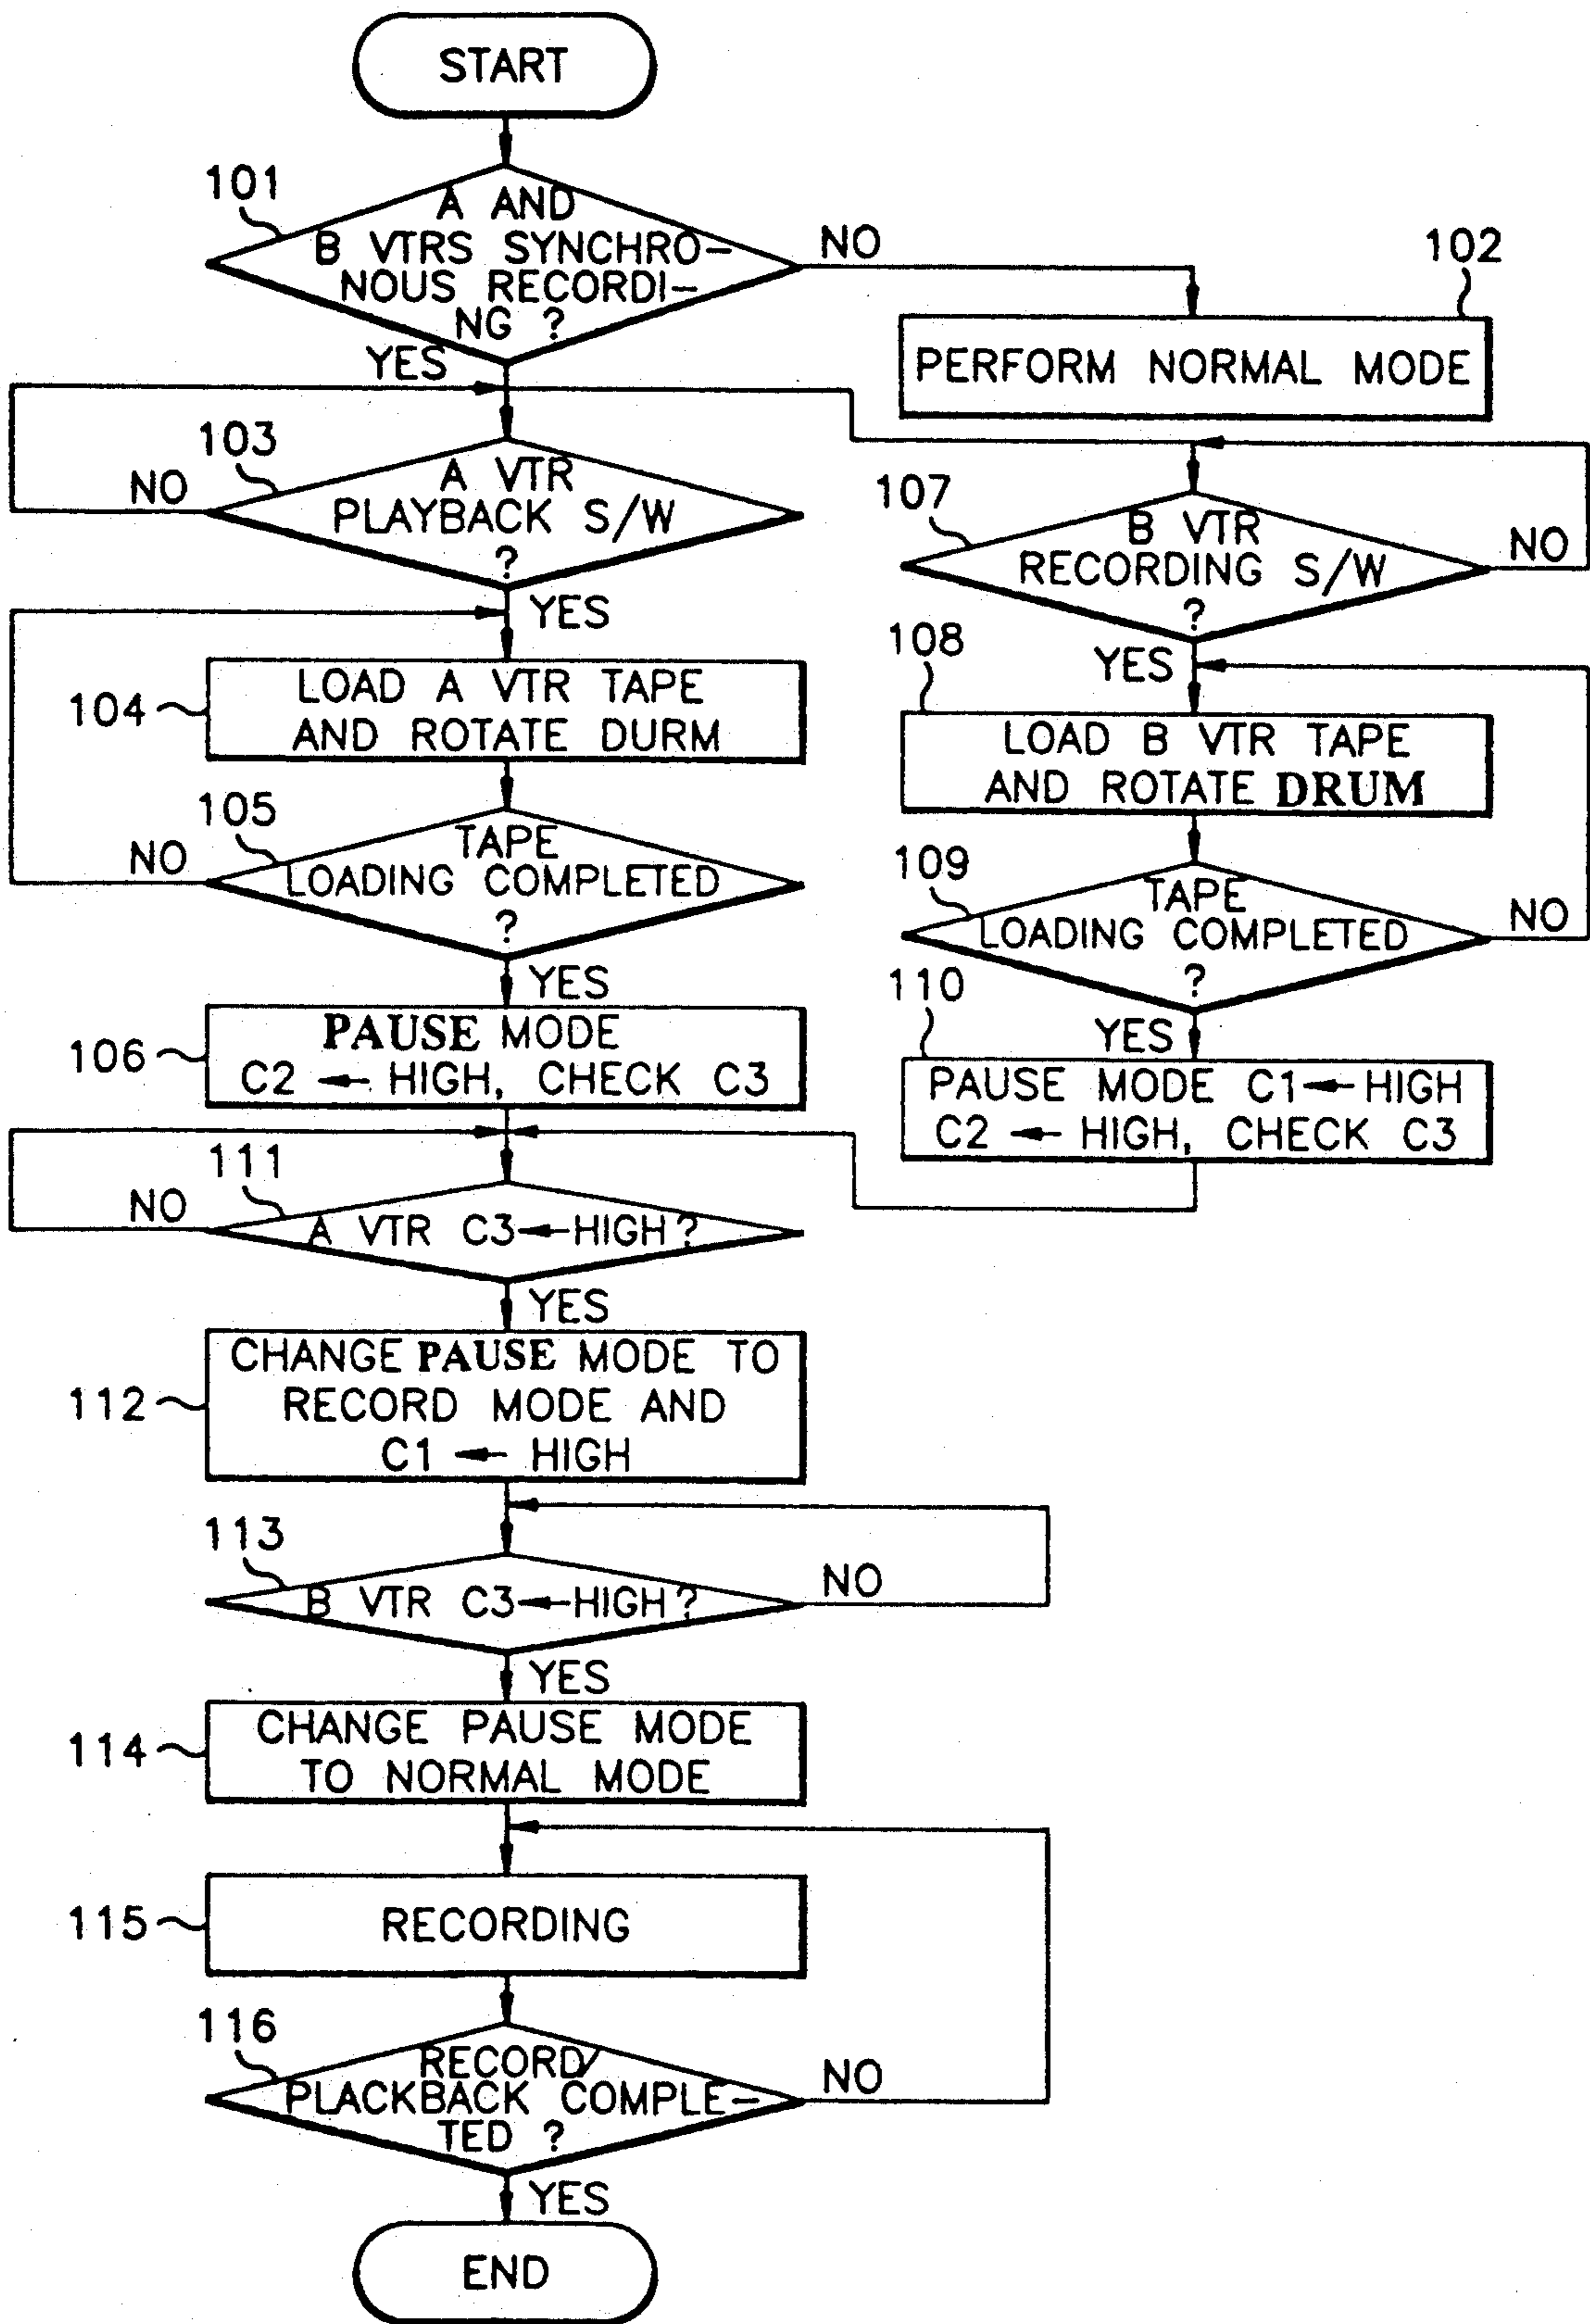 START
101
A AND
B VTRS SYNCHRO-
NOUS RECORDI-
NG ?
NO
YES
102
PERFORM NORMAL MODE
103
A VTR
PLAYBACK S/W
?
NO
YES
104
LOAD A VTR TAPE
AND ROTATE DURM
105
TAPE
LOADING COMPLETED
?
NO
YES
106
PAUSE MODE
C2 ← HIGH, CHECK C3
107
B VTR
RECORDING S/W
?
NO
YES
108
LOAD B VTR TAPE
AND ROTATE DRUM
109
TAPE
LOADING COMPLETED
?
NO
YES
110
PAUSE MODE C1←HIGH
C2 ← HIGH, CHECK C3
111
A VTR C3←HIGH?
NO
YES
112
CHANGE PAUSE MODE TO
RECORD MODE AND
C1 ← HIGH
113
B VTR C3←HIGH?
NO
YES
114
CHANGE PAUSE MODE
TO NORMAL MODE
115
RECORDING
116
RECORD/
PLACKBACK COMPLE-
TED ?
NO
YES
END